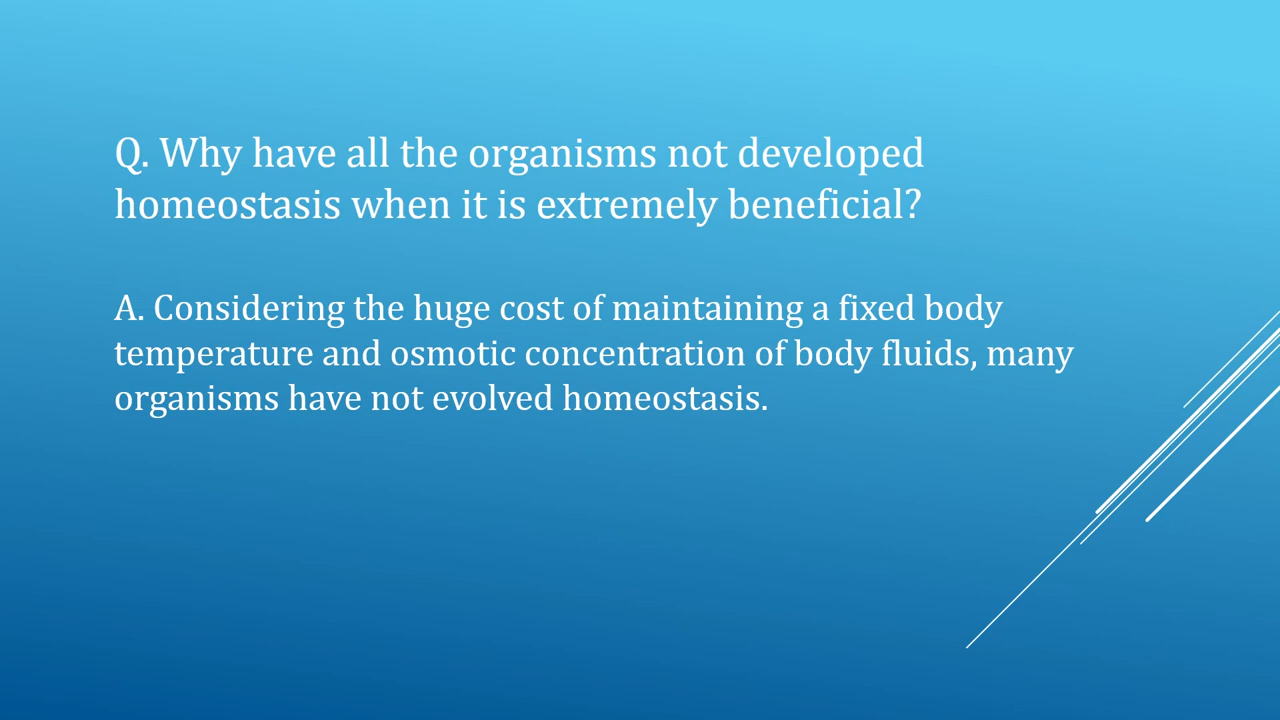 Q. Why have all the organisms not developed
homeostasis when it is extremely beneficial?
A. Considering the huge cost of maintaining a fixed body
temperature and osmotic concentration of body fluids, many
organisms have not evolved homeostasis.